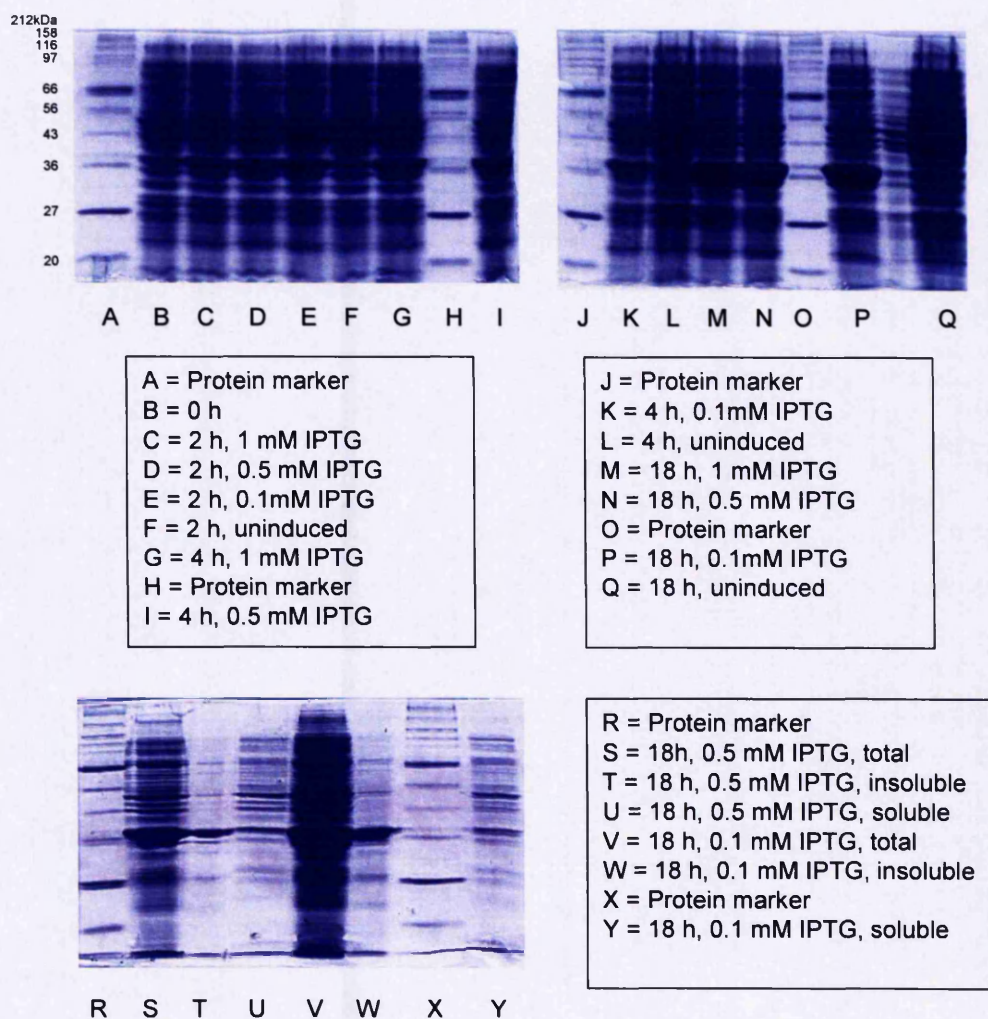 212kDa
158
116
97
66
56
43
36
27
20
A B C D E F G H I
J K L M N O P Q
A = Protein marker
B = 0 h
C = 2 h, 1 mM IPTG
D = 2 h, 0.5 mM IPTG
E = 2 h, 0.1mM IPTG
F = 2 h, uninduced
G = 4 h, 1 mM IPTG
H = Protein marker
I = 4 h, 0.5 mM IPTG
J = Protein marker
K = 4 h, 0.1mM IPTG
L = 4 h, uninduced
M = 18 h, 1 mM IPTG
N = 18 h, 0.5 mM IPTG
O = Protein marker
P = 18 h, 0.1mM IPTG
Q = 18 h, uninduced
R = Protein marker
S = 18h, 0.5 mM IPTG, total
T = 18 h, 0.5 mM IPTG, insoluble
U = 18 h, 0.5 mM IPTG, soluble
V = 18 h, 0.1 mM IPTG, total
W = 18 h, 0.1 mM IPTG, insoluble
X = Protein marker
Y = 18 h, 0.1 mM IPTG, soluble
R S T U V W X Y